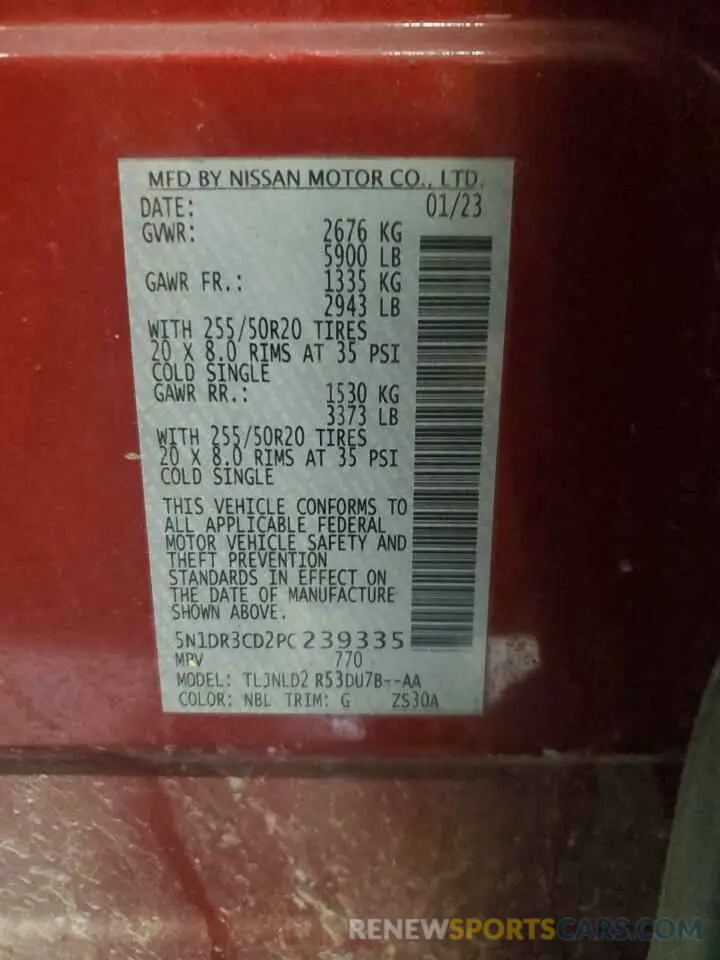 MFD BY NISSAN MOTOR CO., LTD.
DATE: 01/23
GVWR: 2676 KG
5900 LB
GAWR FR.: 1335 KG
2943 LB
WITH 255/50R20 TIRES
20 X 8.0 RIMS AT 35 PSI
COLD SINGLE
GAWR RR.: 1530 KG
3373 LB
WITH 255/50R20 TIRES
20 X 8.0 RIMS AT 35 PSI
COLD SINGLE
THIS VEHICLE CONFORMS TO
ALL APPLICABLE FEDERAL
MOTOR VEHICLE SAFETY AND
THEFT PREVENTION
STANDARDS IN EFFECT ON
THE DATE OF MANUFACTURE
SHOWN ABOVE.
5N1DR3CD2PC239335
MPV 770
MODEL: TLJNLD2 R53DU7B--AA
COLOR: NBL TRIM: G ZS30A
RENEWSPORTSCARS.COM